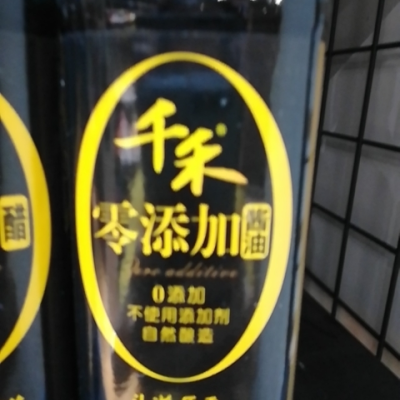 千禾
零添加酱油
zero additive
0添加
不使用添加剂
自然酿造
醋